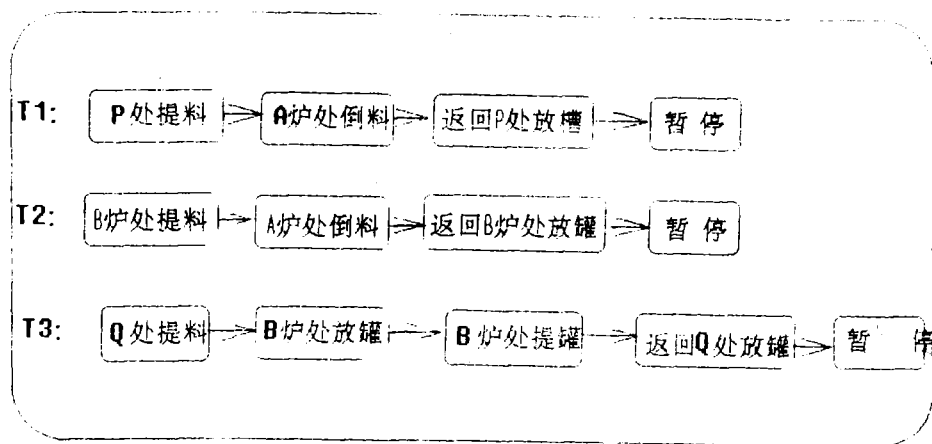 T1: P处提料 A炉处倒料 返回P处放槽 暂停
T2: B炉处提料 A炉处倒料 返回B炉处放罐 暂停
T3: Q处提料 B炉处放罐 B炉处提罐 返回Q处放罐 暂停